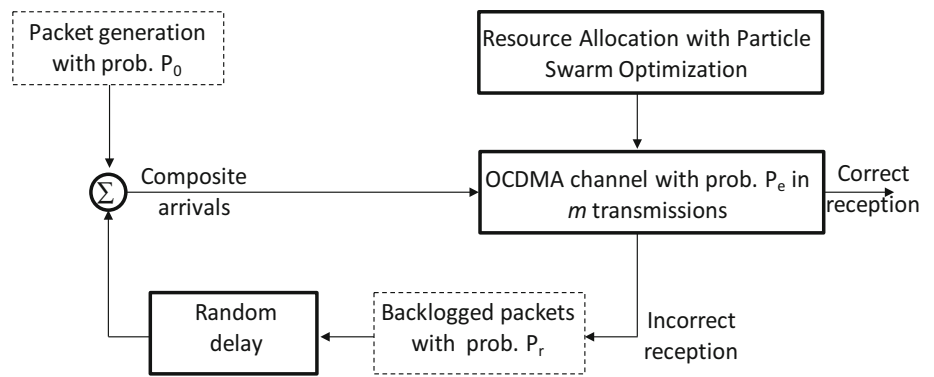 Packet generation
with prob. P₀
Resource Allocation with Particle
Swarm Optimization
Σ
Composite
arrivals
OCDMA channel with prob. Pₑ in
m transmissions
Correct
reception
Random
delay
Backlogged packets
with prob. Pᵣ
Incorrect
reception